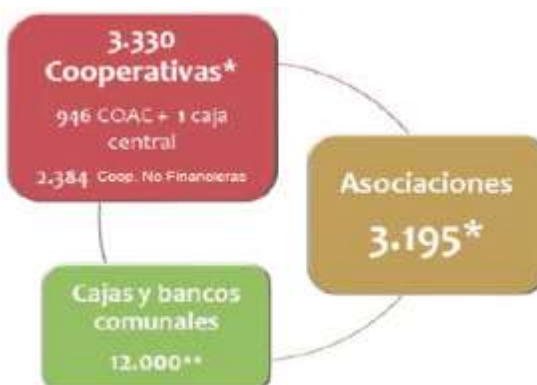 3.330
Cooperativas*
946 COAC + 1 caja
central
2.384 Coop. No Financieras
Asociaciones
3.195*
Cajas y bancos
comunales
12.000**